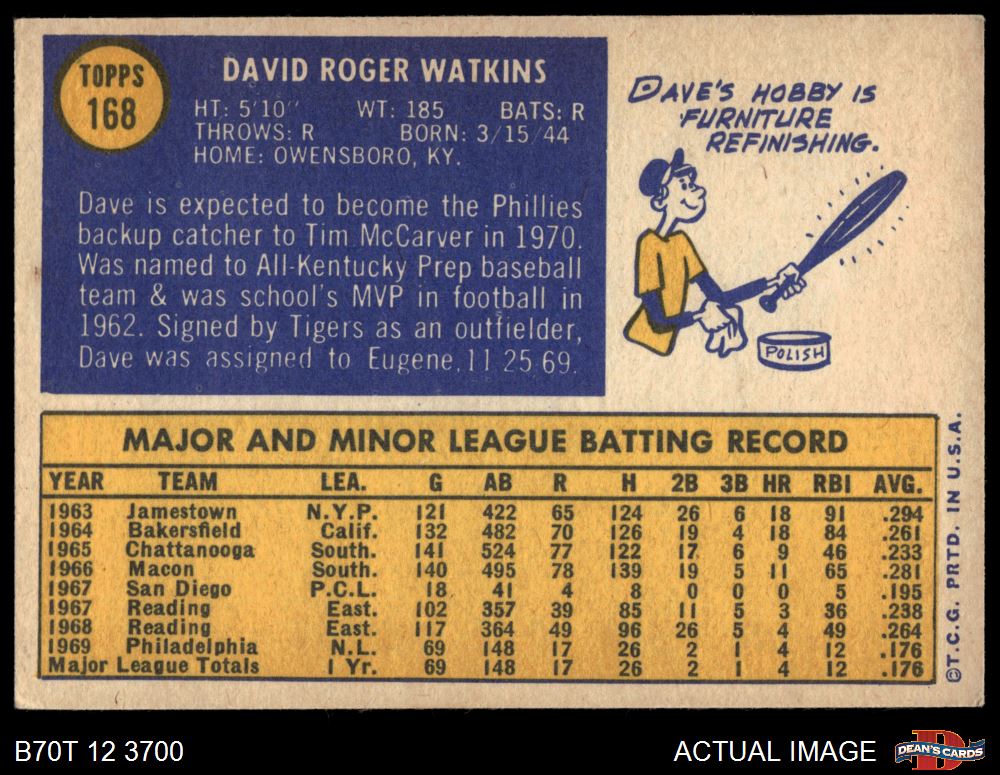 TOPPS
168
DAVID ROGER WATKINS
HT: 5'10" WT: 185 BATS: R
THROWS: R BORN: 3/15/44
HOME: OWENSBORO, KY.
Dave is expected to become the Phillies
backup catcher to Tim McCarver in 1970.
Was named to All-Kentucky Prep baseball
team & was school's MVP in football in
1962. Signed by Tigers as an outfielder,
Dave was assigned to Eugene, 11-25-69.
DAVE'S HOBBY IS
FURNITURE
REFINISHING.
POLISH
MAJOR AND MINOR LEAGUE BATTING RECORD
YEAR TEAM LEA. G AB R H 2B 3B HR RBI AVG.
1963 Jamestown N.Y.P. 121 422 65 124 26 6 18 91 .294
1964 Bakersfield Calif. 132 482 70 126 19 4 18 84 .261
1965 Chattanooga South. 141 524 77 122 17 6 9 46 .233
1966 Macon South. 140 495 78 139 19 5 11 65 .281
1967 San Diego P.C.L. 18 41 4 8 0 0 0 5 .195
1967 Reading East. 102 357 39 85 11 5 3 36 .238
1968 Reading East. 117 364 49 96 26 5 4 49 .264
1969 Philadelphia N.L. 69 148 17 26 2 1 4 12 .176
Major League Totals 1 Yr. 69 148 17 26 2 1 4 12 .176
©T.C.G. PRTD. IN U.S.A.
B70T 12 3700
ACTUAL IMAGE
DEAN'S CARDS